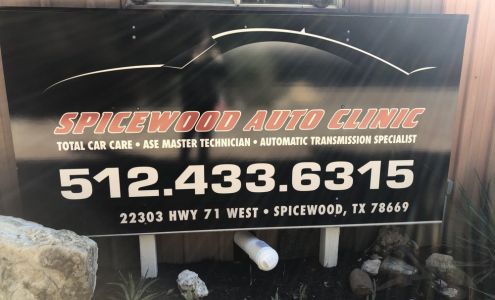 SPICEWOOD AUTO CLINIC
TOTAL CAR CARE • ASE MASTER TECHNICIAN • AUTOMATIC TRANSMISSION SPECIALIST
512.433.6315
22303 HWY 71 WEST • SPICEWOOD, TX 78669